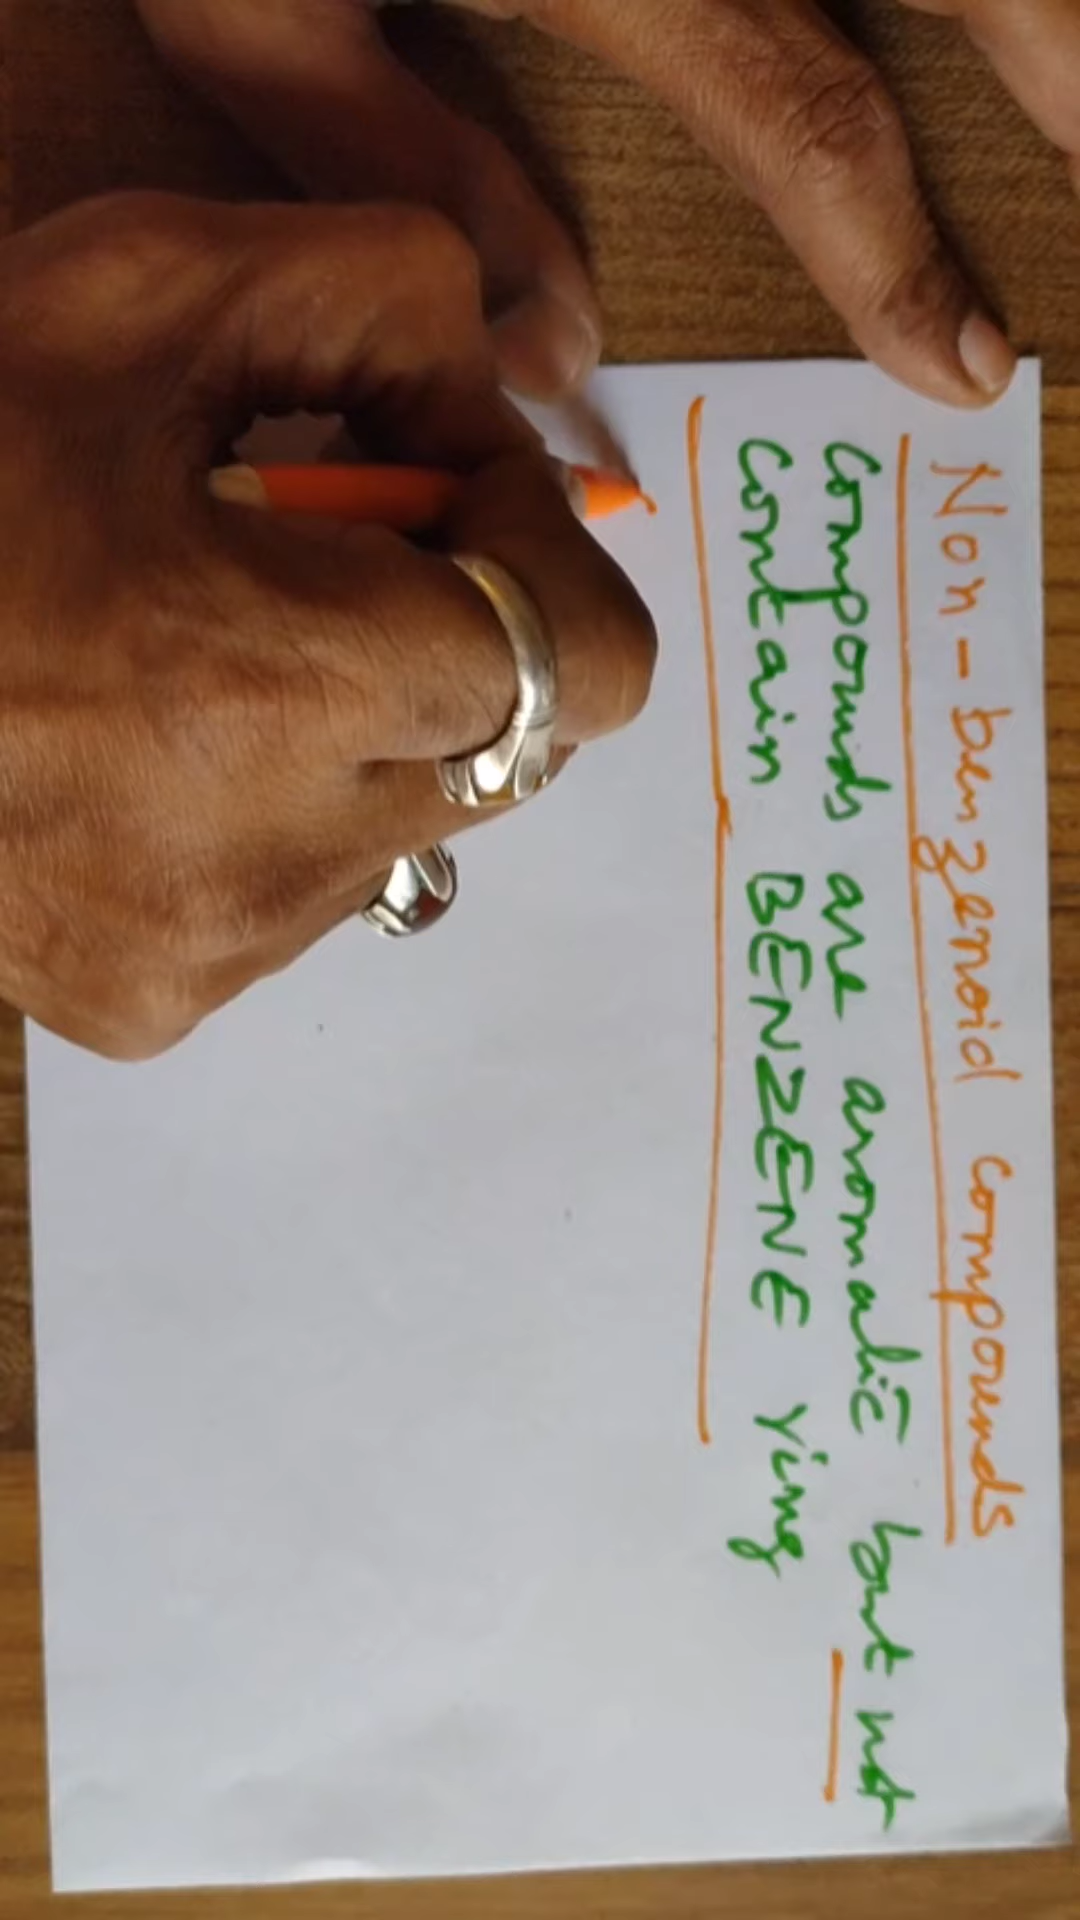 Non-benzenoid compounds
Compounds are aromatic but not
contain BENZENE ring